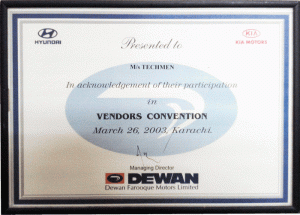 HYUNDAI
KIA
KIA MOTORS
Presented to
M/s TECHMEN
In acknowledgement of their participation
in
VENDORS CONVENTION
March 26, 2003, Karachi.
Managing Director
DEWAN
Dewan Farooque Motors Limited